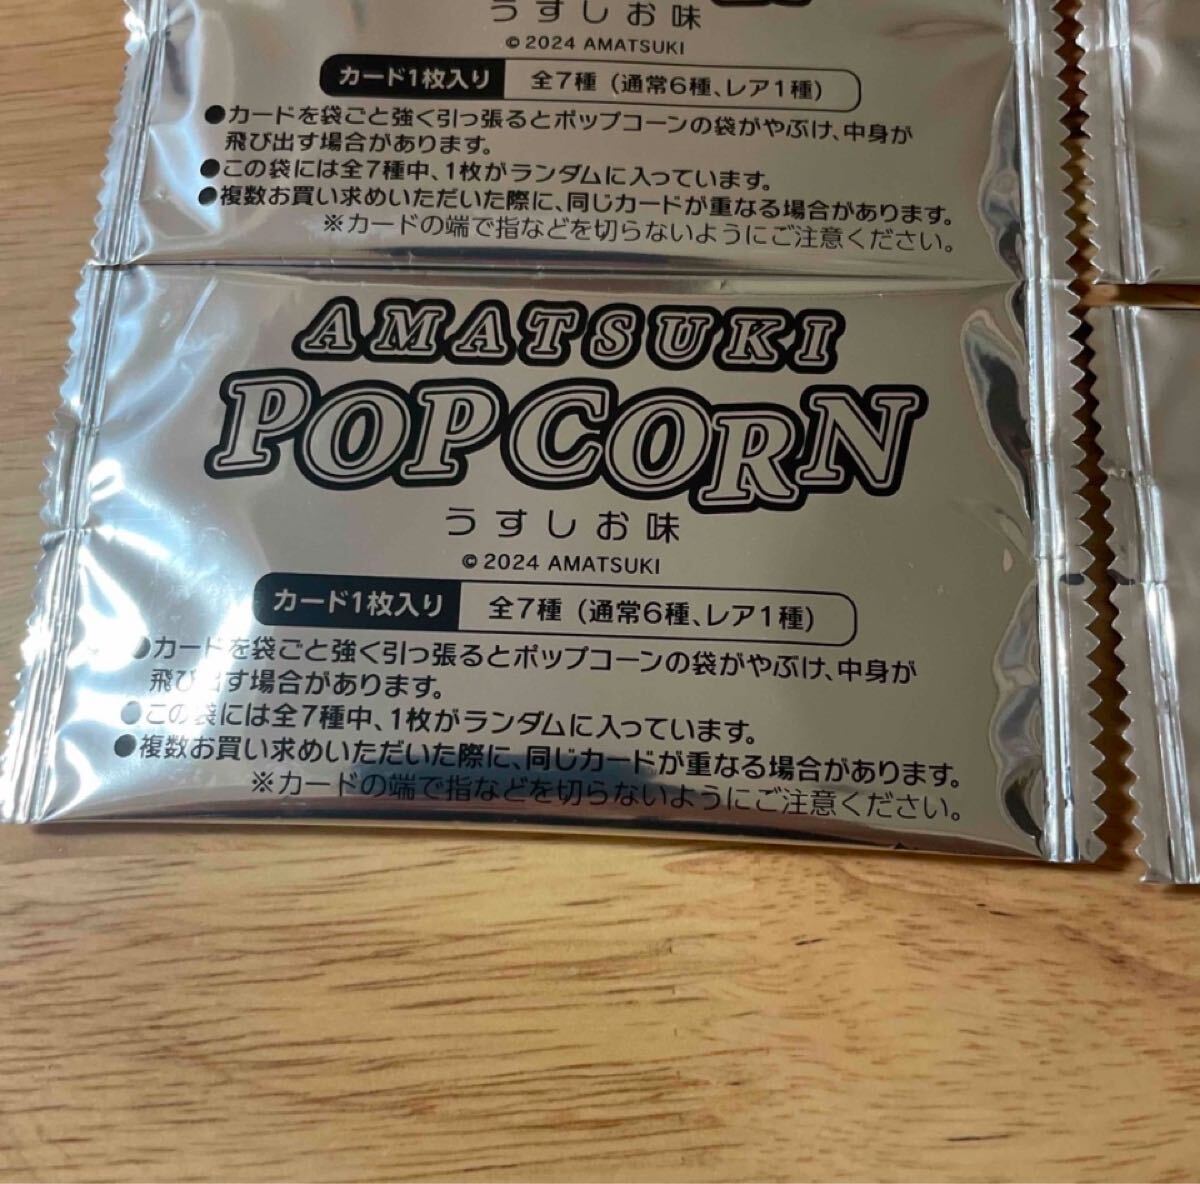 うすしお味
©2024 AMATSUKI
カード1枚入り 全7種 (通常6種、レア1種)
●カードを袋ごと強く引っ張るとポップコーンの袋がやぶけ、中身が
飛び出す場合があります。
●この袋には全7種中、1枚がランダムに入っています。
●複数お買い求めいただいた際に、同じカードが重なる場合があります。
※カードの端で指などを切らないようにご注意ください。
AMATSUKI
POPCORN
うすしお味
©2024 AMATSUKI
カード1枚入り 全7種 (通常6種、レア1種)
●カードを袋ごと強く引っ張るとポップコーンの袋がやぶけ、中身が
飛び出す場合があります。
●この袋には全7種中、1枚がランダムに入っています。
●複数お買い求めいただいた際に、同じカードが重なる場合があります。
※カードの端で指などを切らないようにご注意ください。